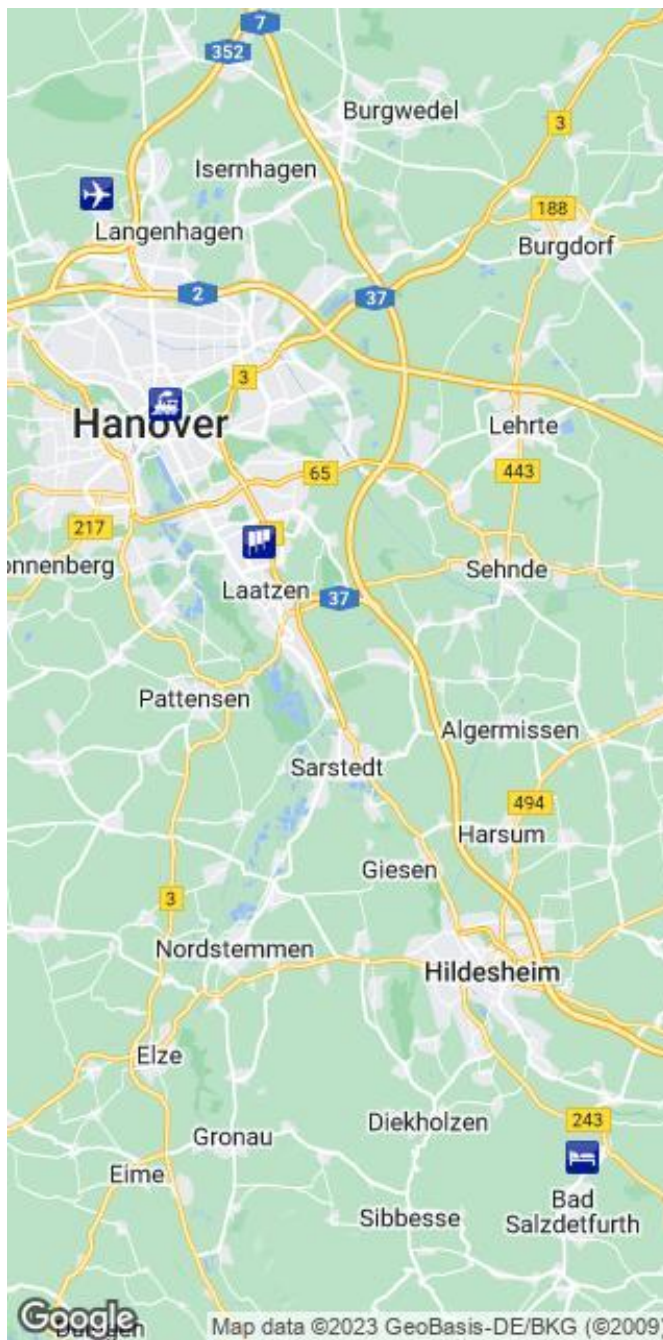 7
352
Burgwedel
3
Isernhagen
188
Langenhagen
Burgdorf
2
37
3
Hanover
Lehrte
65
443
217
onnenberg
Sehnde
Laatzen
37
Pattensen
Algermissen
Sarstedt
494
Harsum
Giesen
3
Nordstemmen
Hildesheim
Elze
243
Diekholzen
Gronau
Eime
Bad
Salzdetfurth
Sibbesse
Google
Map data ©2023 GeoBasis-DE/BKG (©2009